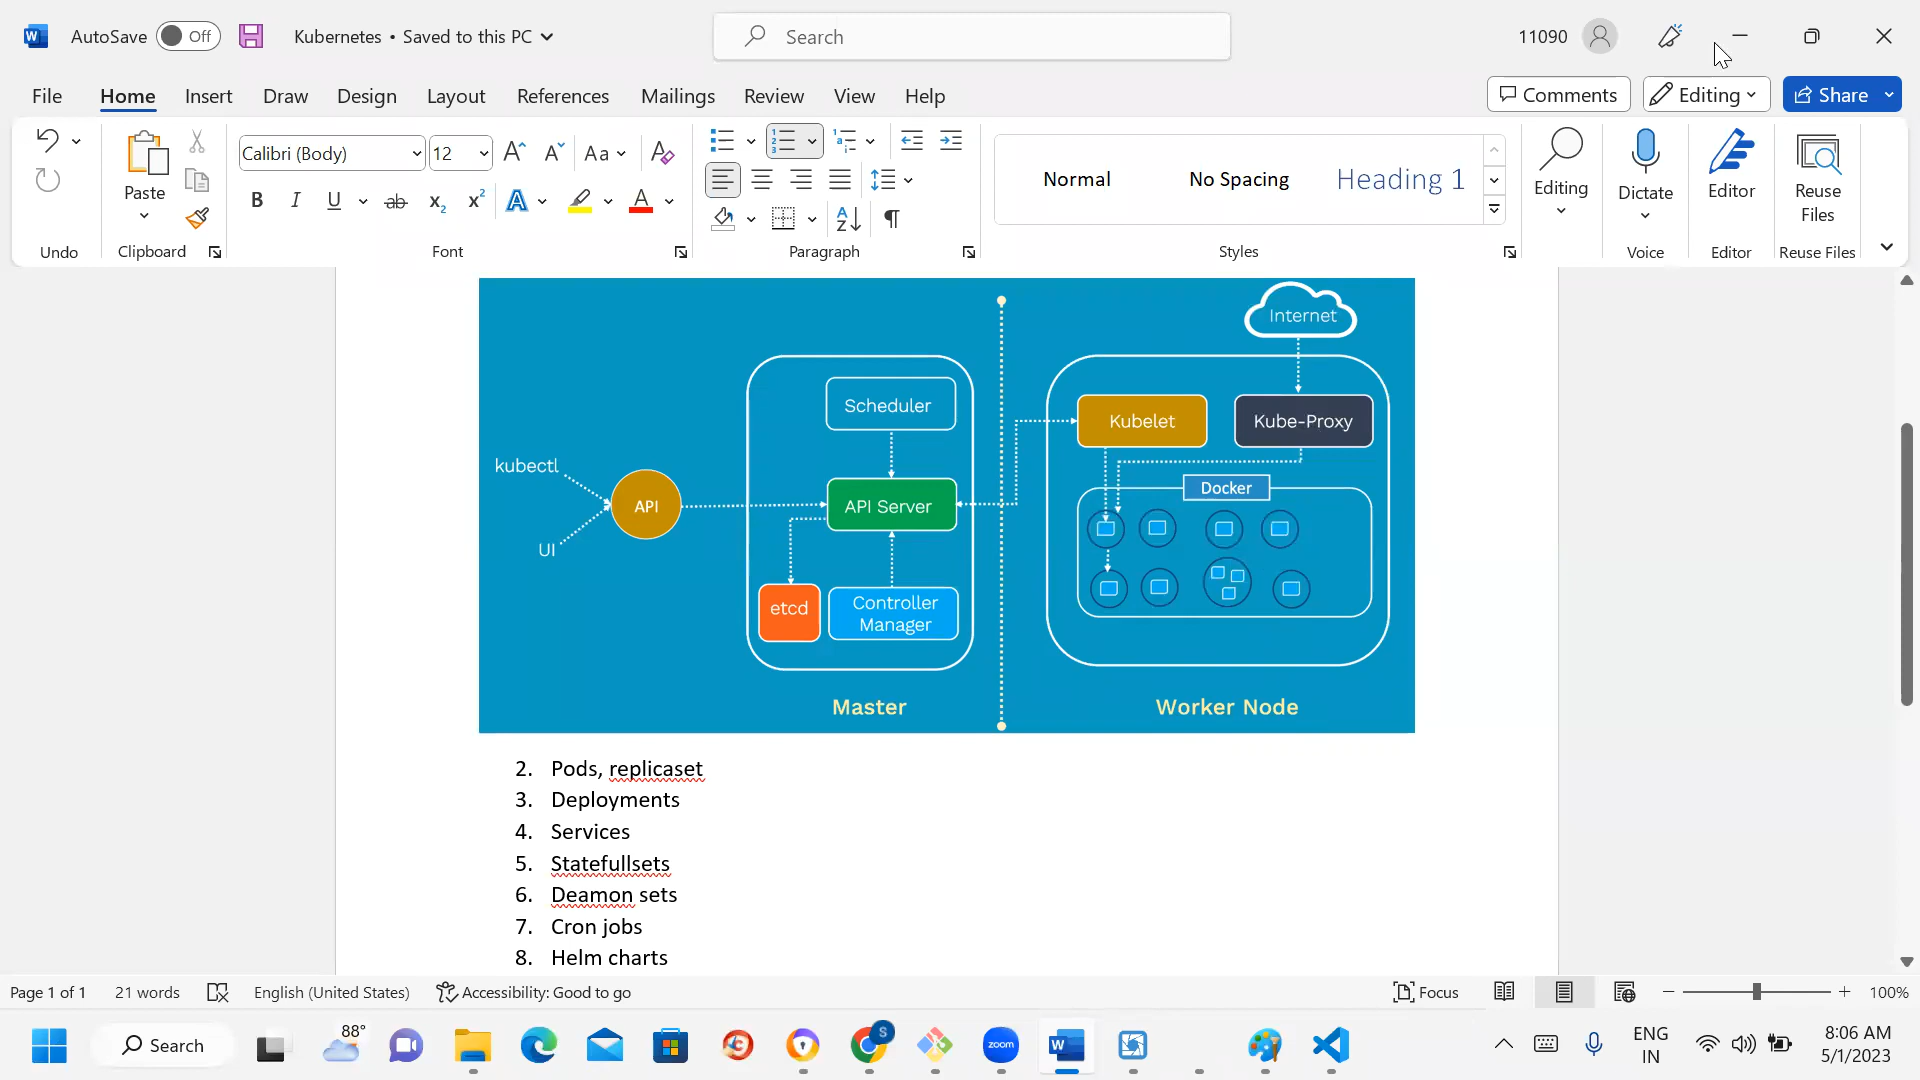 AutoSave Off Kubernetes • Saved to this PC Search 11090
File Home Insert Draw Design Layout References Mailings Review View Help Comments Editing Share
Calibri (Body) 12 Aa
Paste
B I U ab x₂ x² A A
Normal No Spacing Heading 1
Editing Dictate Editor Reuse Files
Undo Clipboard Font Paragraph Styles Voice Editor Reuse Files
Internet
Scheduler
Kubelet Kube-Proxy
kubectl
Docker
API API Server
UI
etcd Controller Manager
Master Worker Node
2. Pods, replicaset
3. Deployments
4. Services
5. Statefullsets
6. Deamon sets
7. Cron jobs
8. Helm charts
Page 1 of 1 21 words English (United States) Accessibility: Good to go Focus 100%
88°
Search S zoom
ENG IN
8:06 AM
5/1/2023